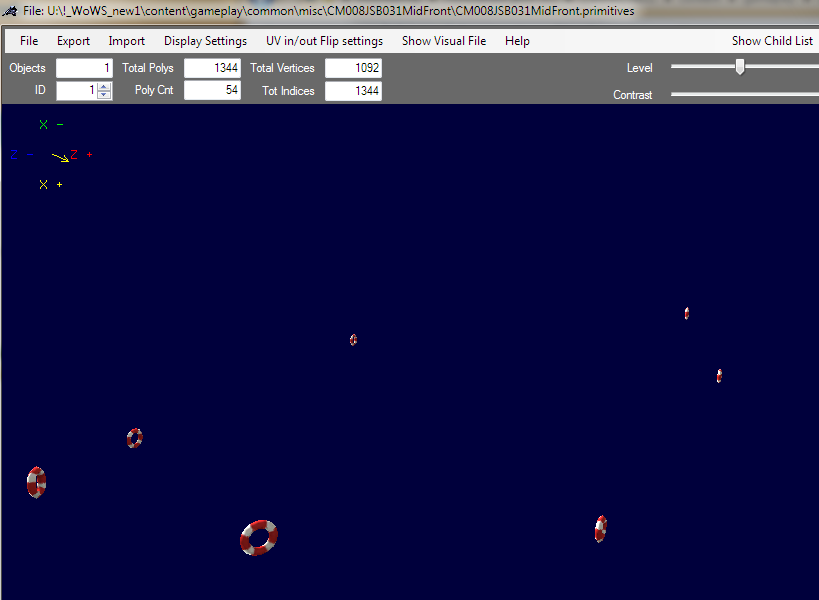 File: U:\!_WoWS_new1\content\gameplay\common\misc\CM008JSB031MidFront\CM008JSB031MidFront.primitives
File Export Import Display Settings UV in/out Flip settings Show Visual File Help Show Child List
Objects 1 Total Polys 1344 Total Vertices 1092 Level
ID 1 Poly Cnt 54 Tot Indices 1344 Contrast
X -
Z - Z +
X +